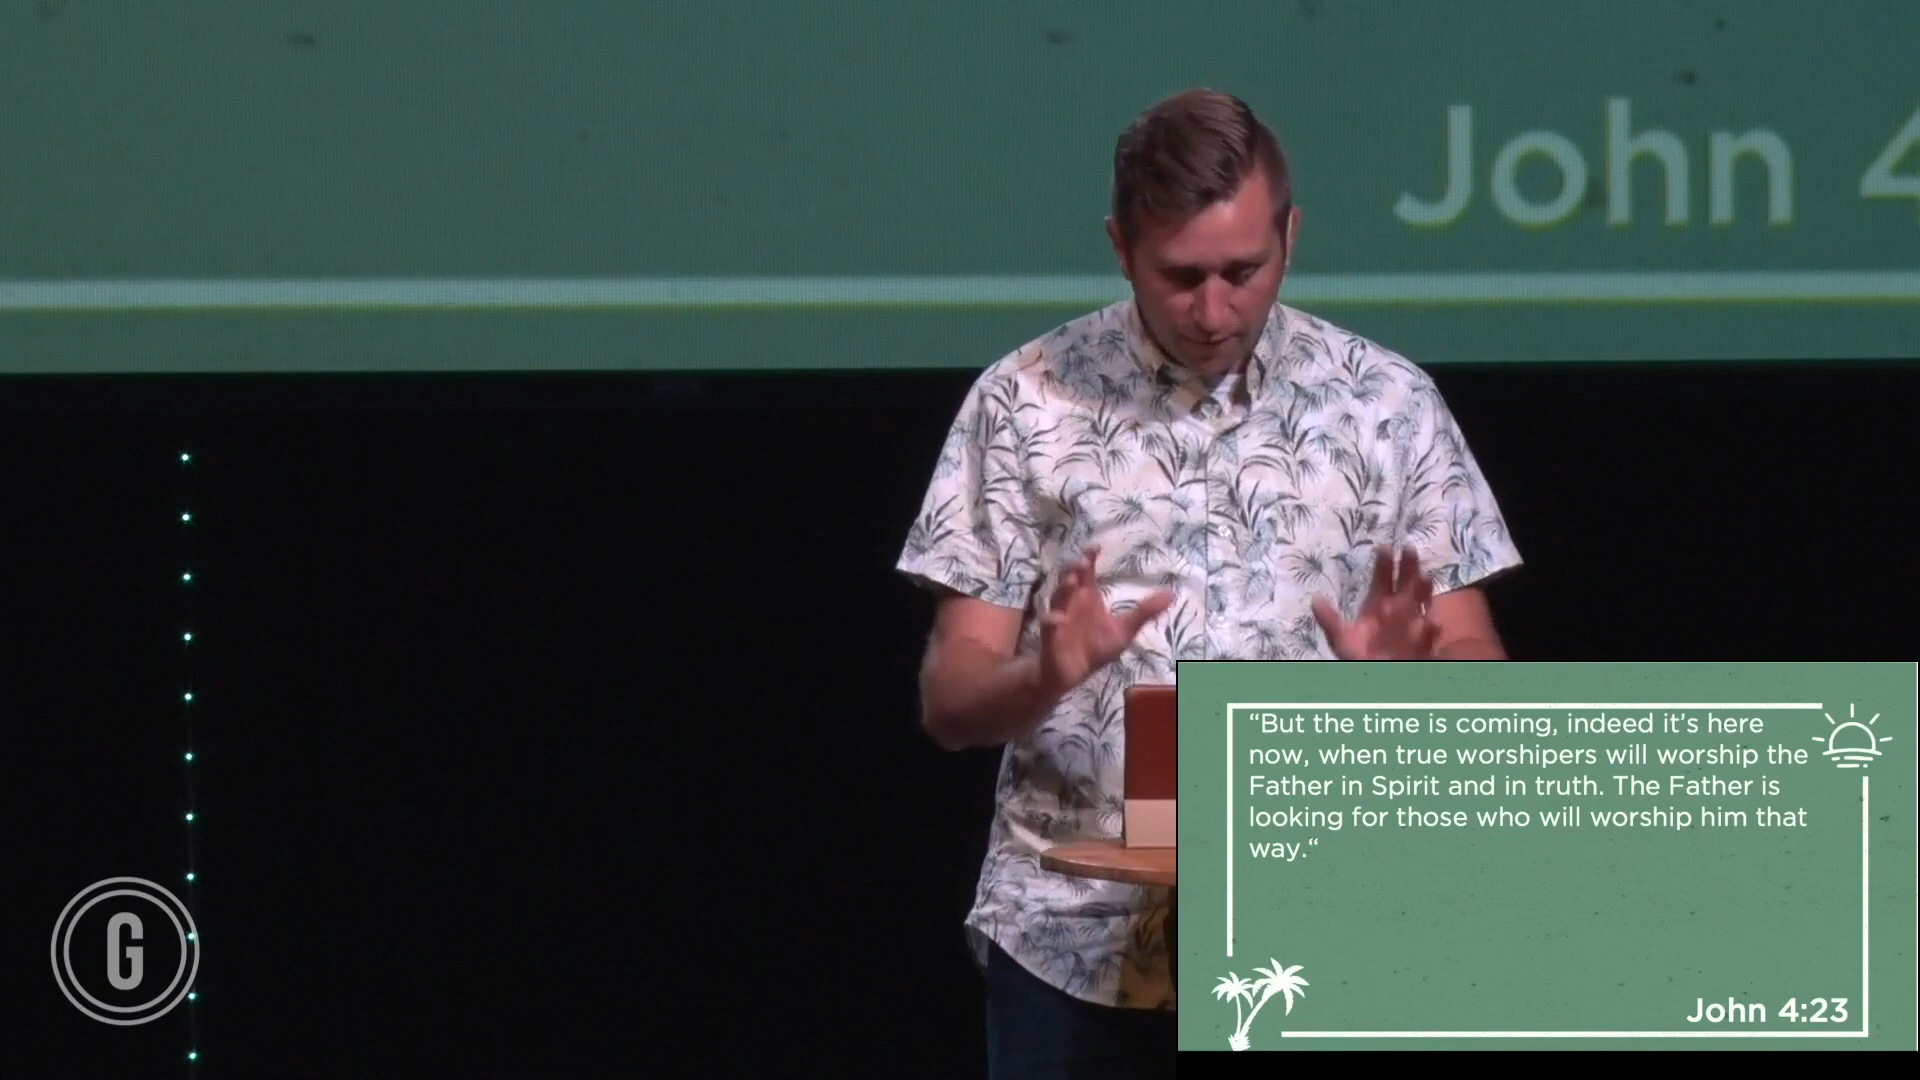 John 4
G
“But the time is coming, indeed it’s here
now, when true worshipers will worship the
Father in Spirit and in truth. The Father is
looking for those who will worship him that
way.“
John 4:23